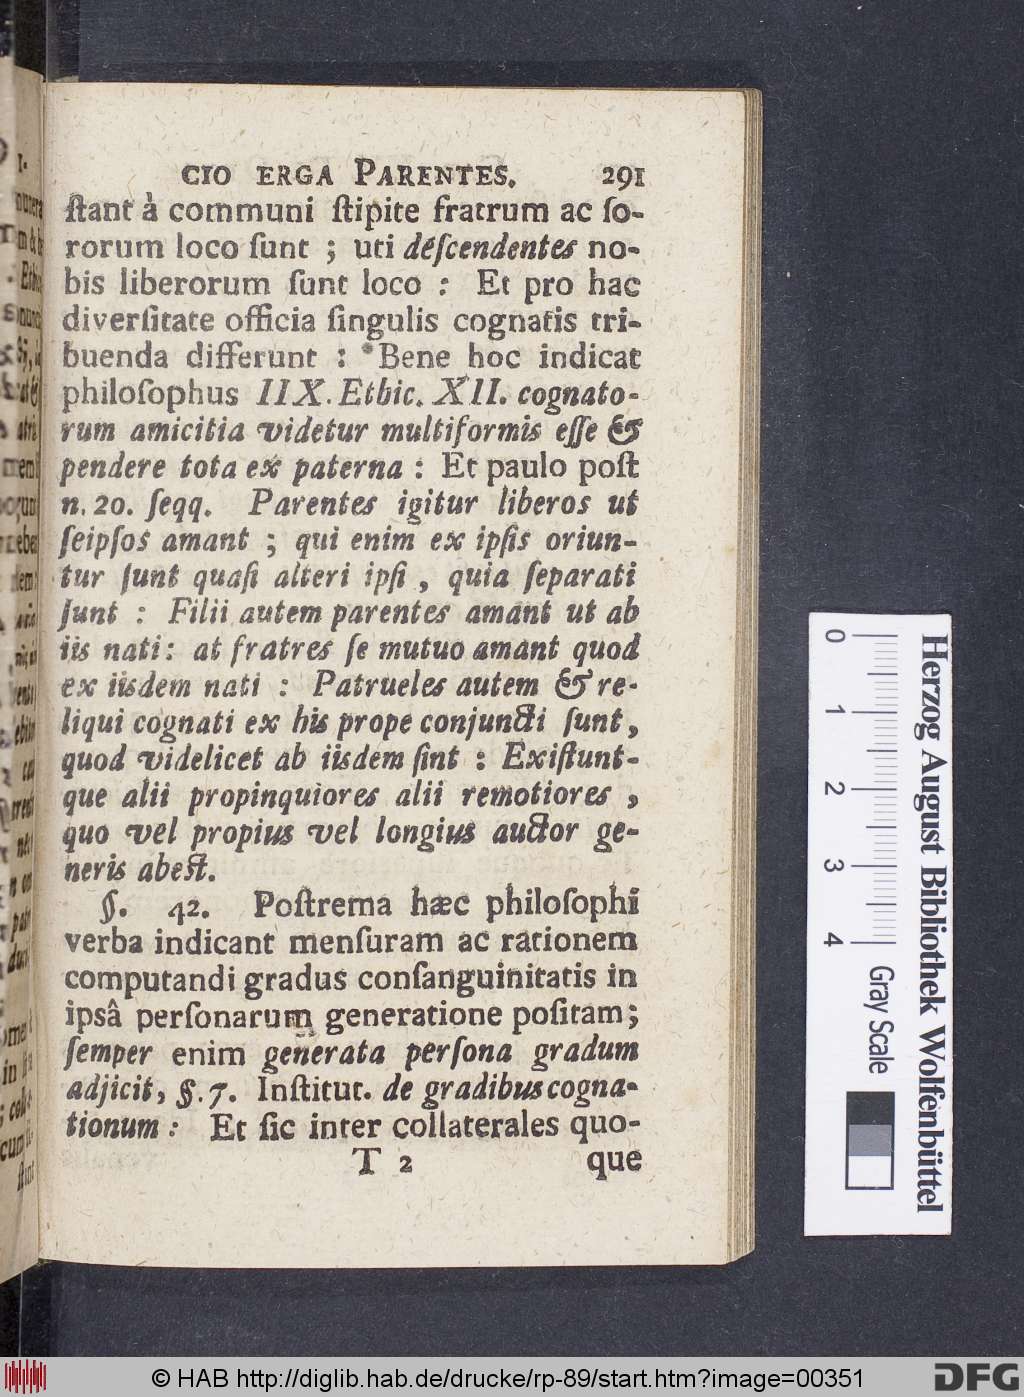 CIO ERGA PARENTES. 291
ſtant à communi ſtipite fratrum ac ſo-
rorum loco ſunt ; uti deſcendentes no-
bis liberorum ſunt loco : Et pro hac
diverſitate officia ſingulis cognatis tri-
buenda differunt : Bene hoc indicat
philoſophus IIX. Ethic. XII. cognato-
rum amicitia videtur multiformis eſſe &
pendere tota ex paterna : Et paulo poſt
n. 20. ſeqq. Parentes igitur liberos ut
ſeipſos amant ; qui enim ex ipſis oriun-
tur ſunt quaſi alteri ipſi , quia ſeparati
ſunt : Filii autem parentes amant ut ab
iis nati : at fratres ſe mutuo amant quod
ex iisdem nati : Patrueles autem & re-
liqui cognati ex his prope conjuncti ſunt,
quod videlicet ab iisdem ſint : Exiſtunt-
que alii propinquiores alii remotiores ,
quo vel propius vel longius auctor ge-
neris abest.
§. 42. Poſtrema hæc philoſophi
verba indicant menſuram ac rationem
computandi gradus conſanguinitatis in
ipsâ perſonarum generatione poſitam;
ſemper enim generata perſona gradum
adjicit, §. 7. Inſtitut. de gradibus cogna-
tionum : Et ſic inter collaterales quo-
T 2 que
0 1 2 3 4
Gray Scale
Herzog August Bibliothek Wolfenbüttel
© HAB http://diglib.hab.de/drucke/rp-89/start.htm?image=00351
DFG